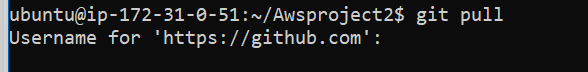 ubuntu@ip-172-31-0-51:~/Awsproject2$ git pull
Username for 'https://github.com':